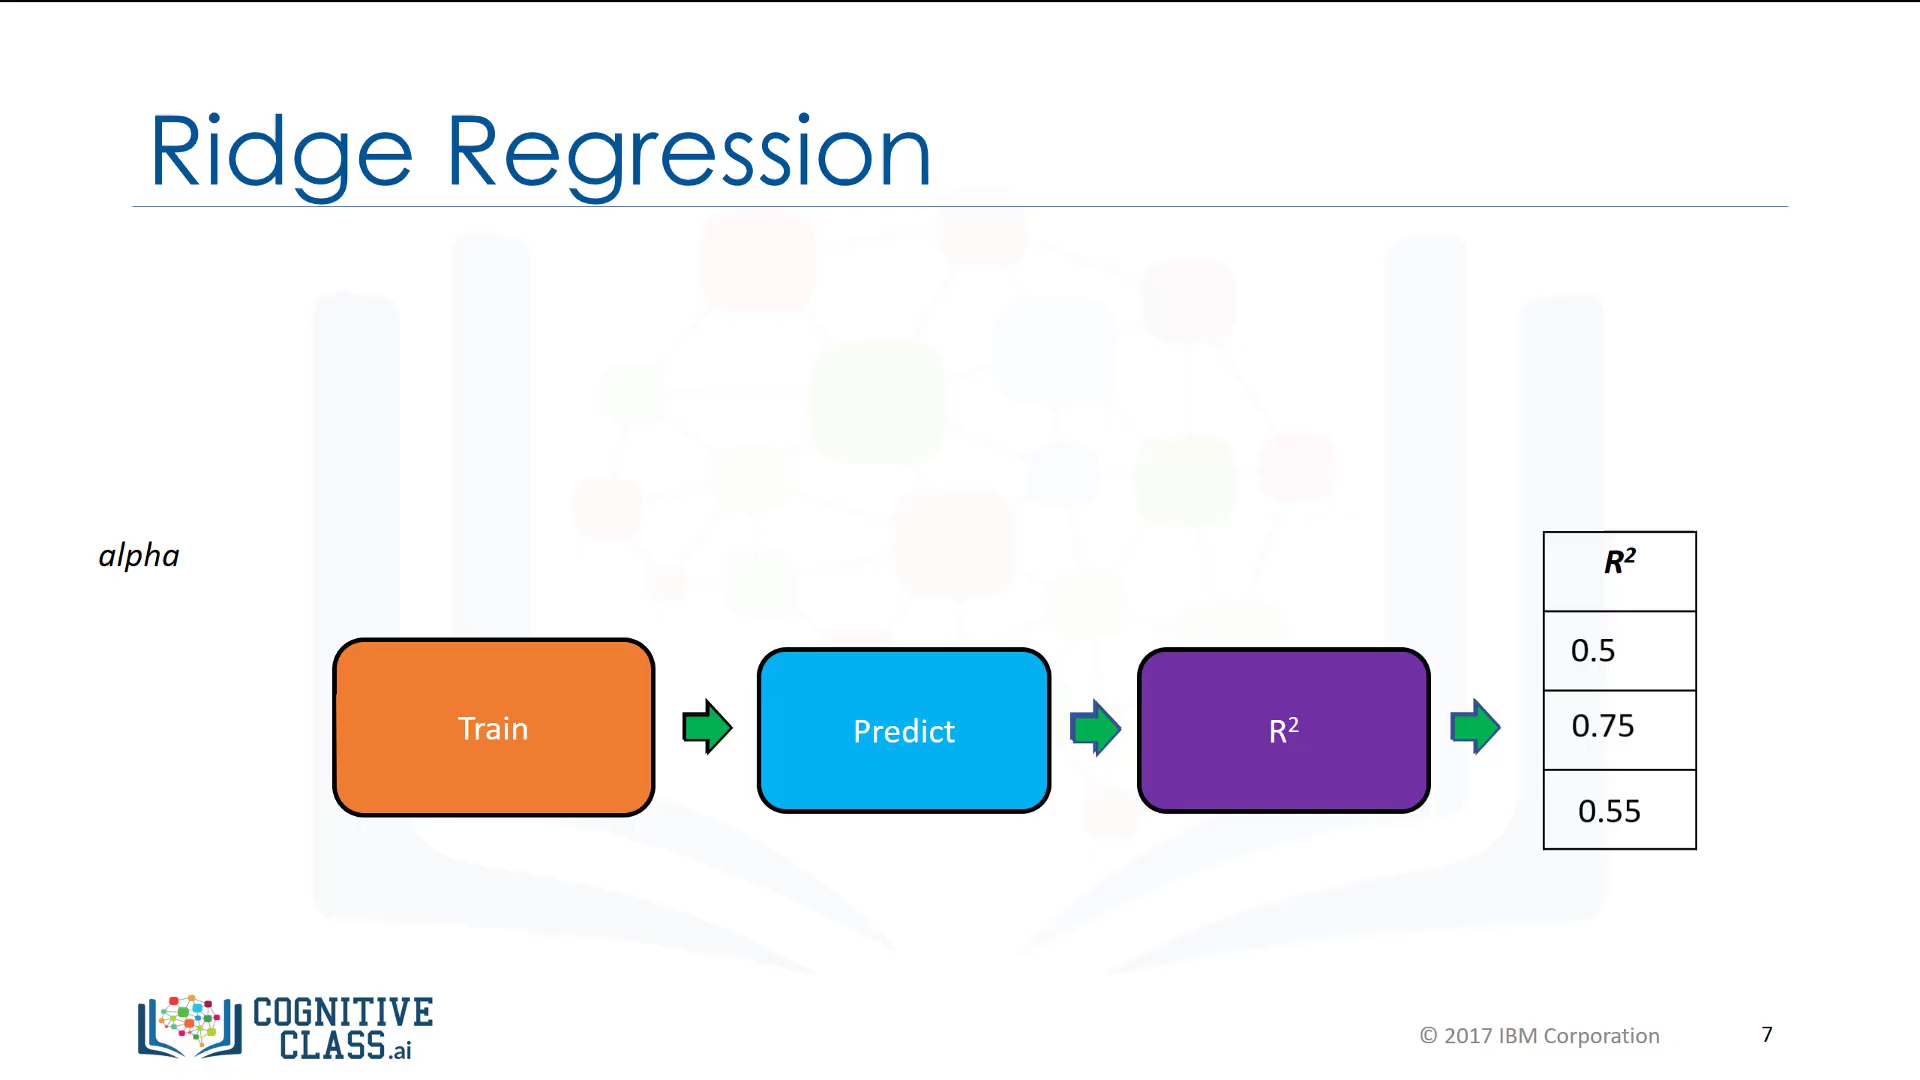 Ridge Regression
alpha
Train
Predict
R²
R²
0.5
0.75
0.55
COGNITIVE
CLASS.ai
© 2017 IBM Corporation
7